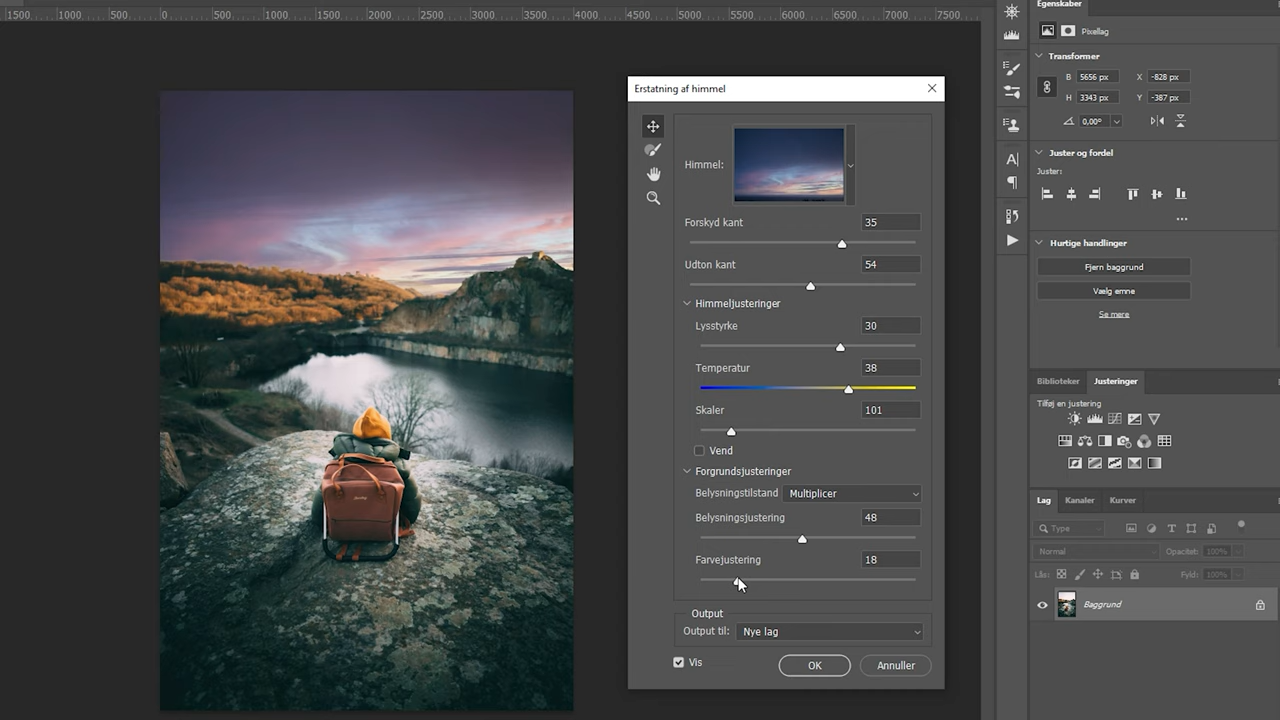 1500 1000 500 0 500 1000 1500 2000 2500 3000 3500 4000 4500 5000 5500 6000 6500 7000 7500
Erstatning af himmel
Himmel:
Forskyd kant 35
Udton kant 54
Himmeljusteringer
Lysstyrke 30
Temperatur 38
Skaler 101
Vend
Forgrundsjusteringer
Belysningstilstand Multiplicer
Belysningsjustering 48
Farvejustering 18
Output
Output til: Nye lag
Vis
OK Annuller
Egenskaber
Pixellag
Transformer
B 5656 px X -828 px
H 3343 px Y -387 px
0,00°
Juster og fordel
Juster:
Hurtige handlinger
Fjern baggrund
Vælg emne
Se mere
Biblioteker Justeringer
Tilføj en justering
Lag Kanaler Kurver
Type
Normal Opacitet: 100%
Lås: Fyld: 100%
Baggrund